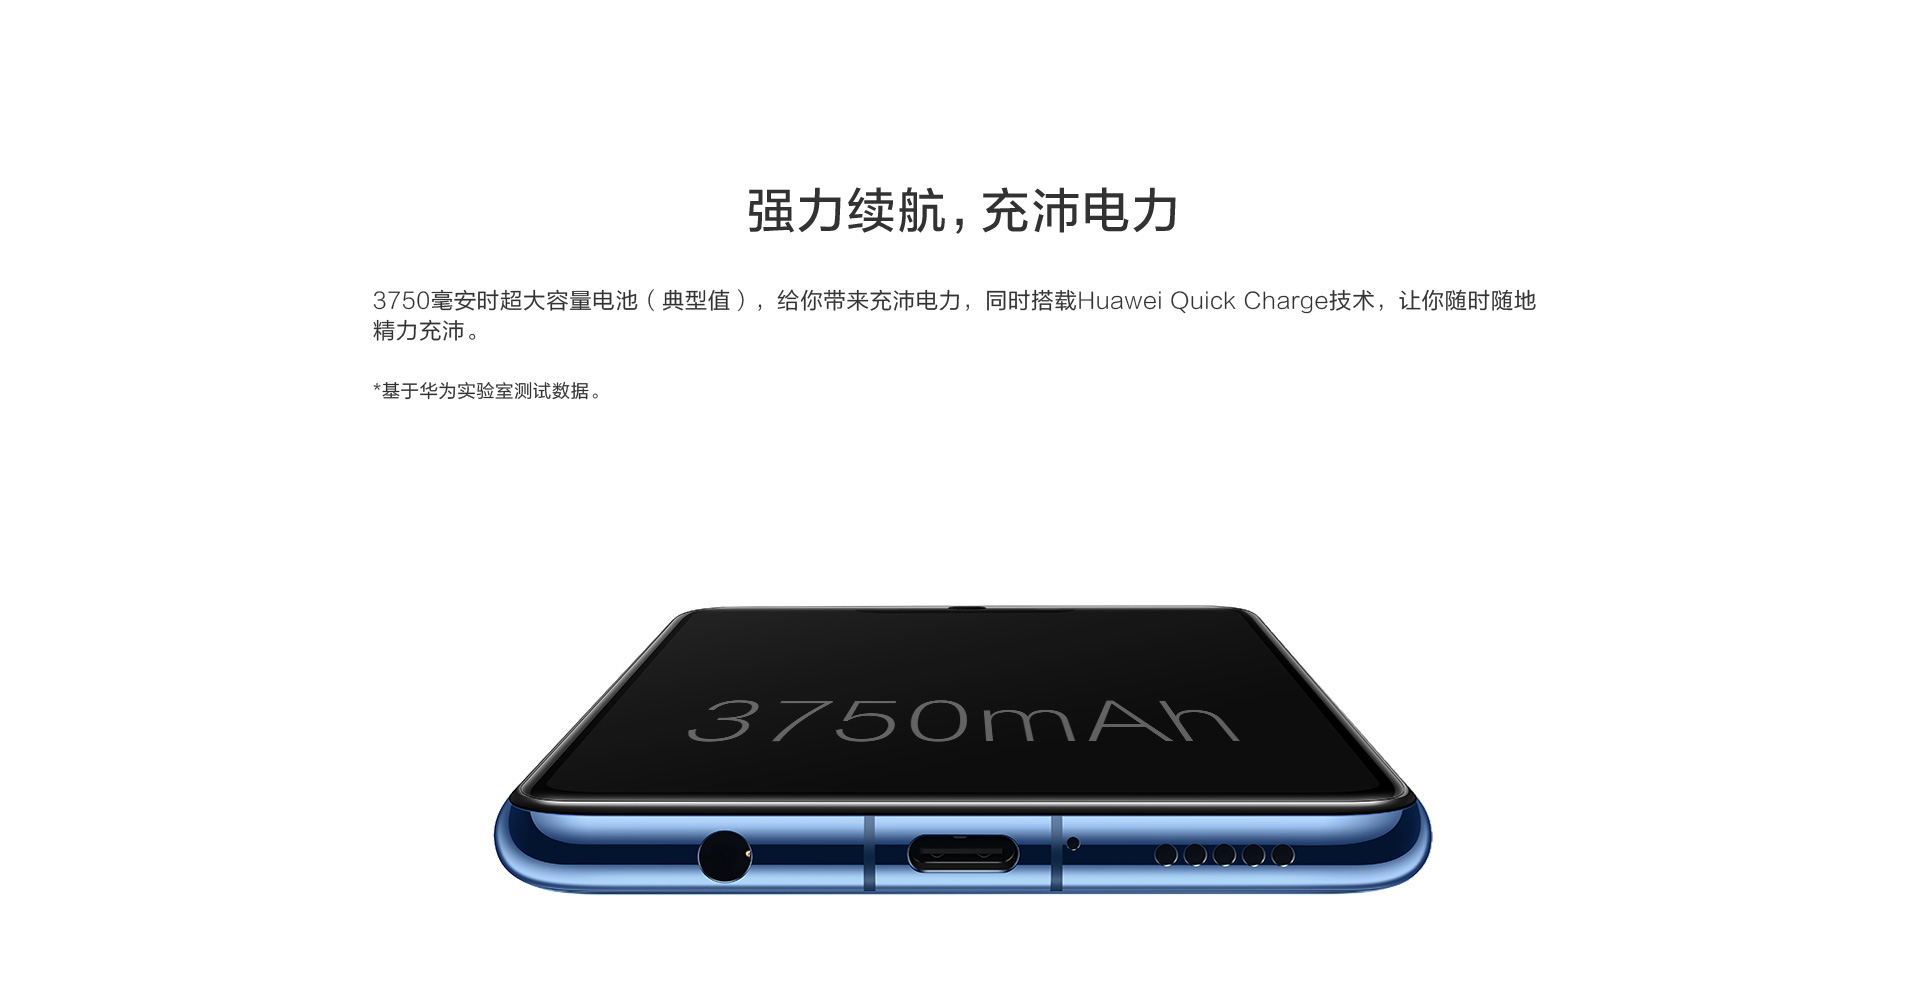 强力续航，充沛电力
3750毫安时超大容量电池（典型值），给你带来充沛电力，同时搭载Huawei Quick Charge技术，让你随时随地
精力充沛。
*基于华为实验室测试数据。
3750mAh